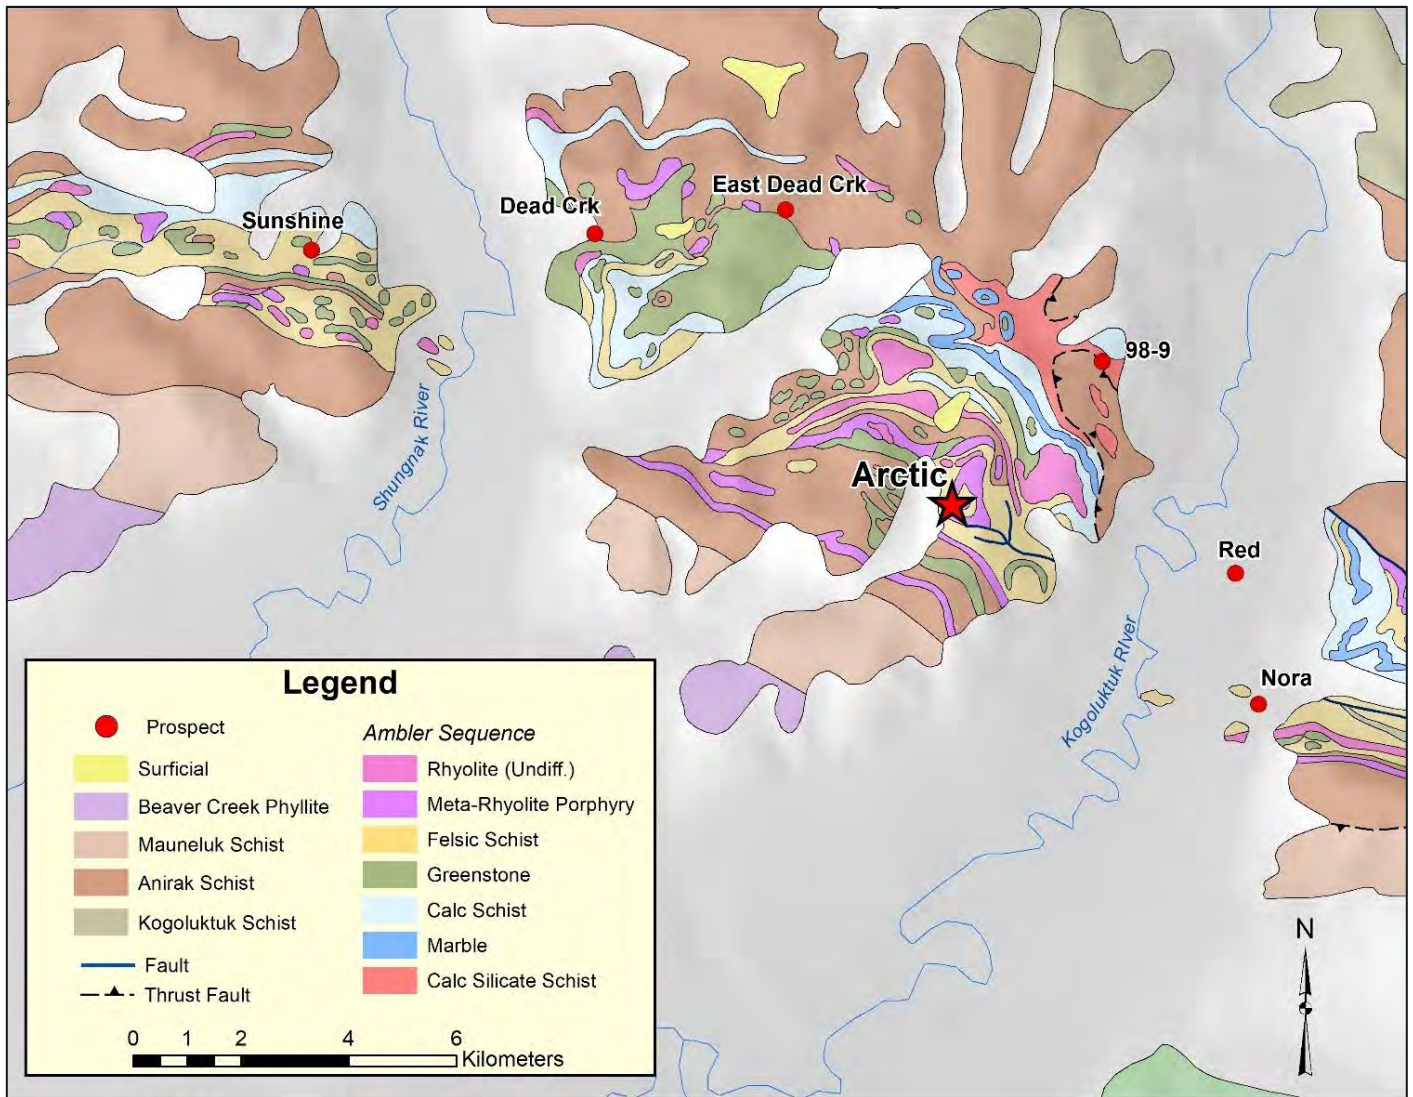 East Dead Crk
Dead Crk
Sunshine
98-9
Shungnak River
Arctic
Red
Kogoluktuk River
Nora
Legend
Prospect
Surficial
Beaver Creek Phyllite
Mauneluk Schist
Anirak Schist
Kogoluktuk Schist
Fault
Thrust Fault
Ambler Sequence
Rhyolite (Undiff.)
Meta-Rhyolite Porphyry
Felsic Schist
Greenstone
Calc Schist
Marble
Calc Silicate Schist
0 1 2 4 6
Kilometers
N